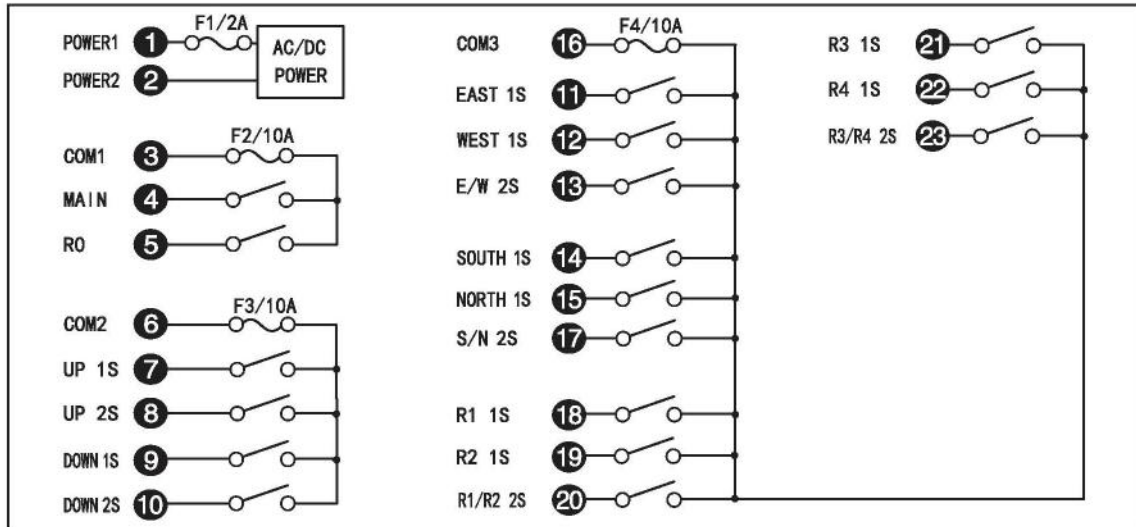 F1/2A
POWER1 1 AC/DC
POWER2 2 POWER
F2/10A
COM1 3
MAIN 4
RO 5
F3/10A
COM2 6
UP 1S 7
UP 2S 8
DOWN 1S 9
DOWN 2S 10
F4/10A
COM3 16
EAST 1S 11
WEST 1S 12
E/W 2S 13
SOUTH 1S 14
NORTH 1S 15
S/N 2S 17
R1 1S 18
R2 1S 19
R1/R2 2S 20
R3 1S 21
R4 1S 22
R3/R4 2S 23